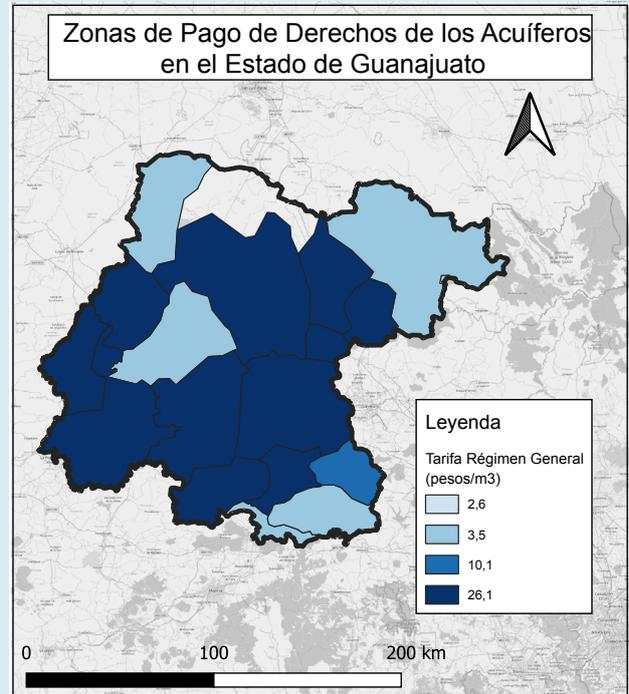 Zonas de Pago de Derechos de los Acuíferos
en el Estado de Guanajuato
Leyenda
Tarifa Régimen General
(pesos/m3)
2,6
3,5
10,1
26,1
0 100 200 km